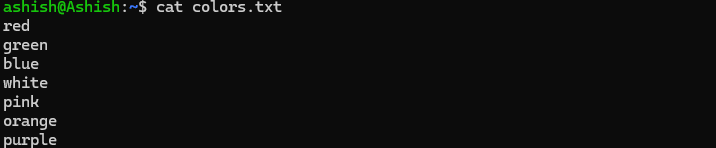 ashish@Ashish:~$ cat colors.txt
red
green
blue
white
pink
orange
purple